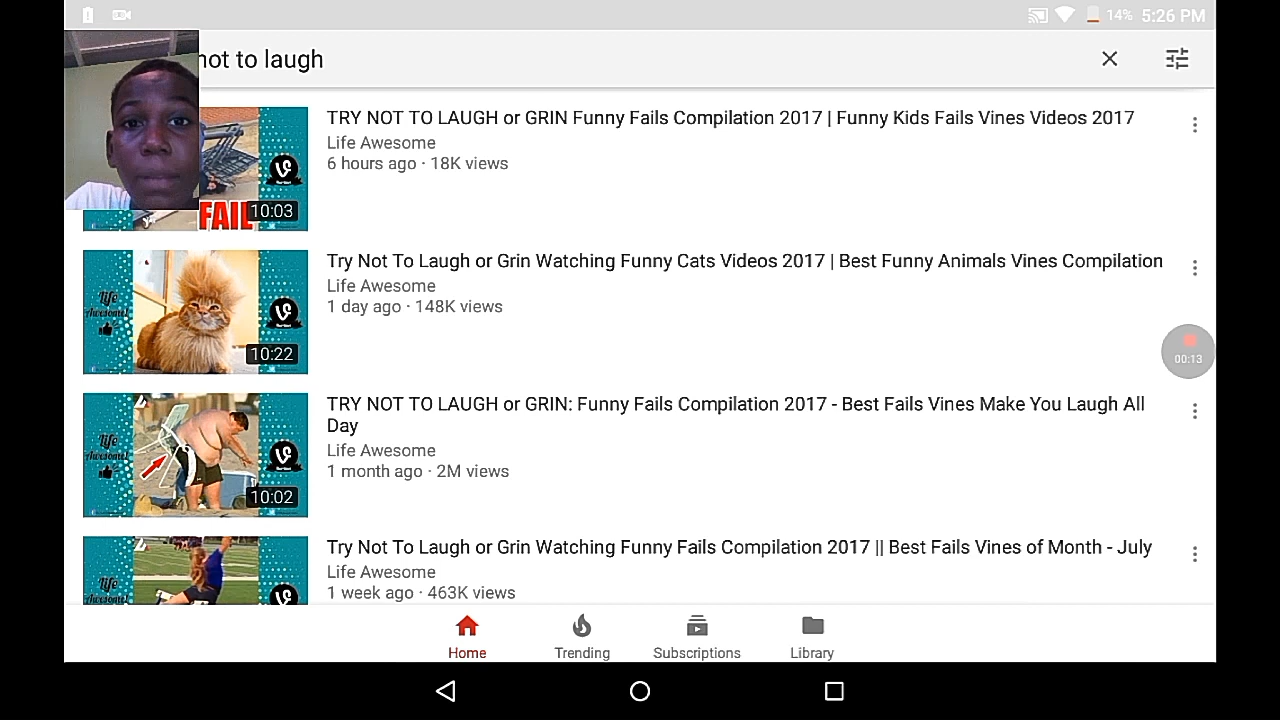 14% 5:26 PM
not to laugh
TRY NOT TO LAUGH or GRIN Funny Fails Compilation 2017 | Funny Kids Fails Vines Videos 2017
Life Awesome
6 hours ago · 18K views
FAIL
10:03
Try Not To Laugh or Grin Watching Funny Cats Videos 2017 | Best Funny Animals Vines Compilation
Life Awesome
1 day ago · 148K views
Life
Awesome!
10:22
00:13
TRY NOT TO LAUGH or GRIN: Funny Fails Compilation 2017 - Best Fails Vines Make You Laugh All
Day
Life Awesome
1 month ago · 2M views
Life
Awesome!
10:02
Try Not To Laugh or Grin Watching Funny Fails Compilation 2017 || Best Fails Vines of Month - July
Life Awesome
1 week ago · 463K views
Life
Awesome!
Home
Trending
Subscriptions
Library